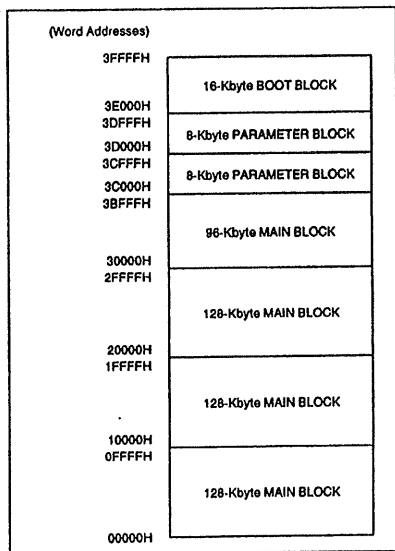 (Word Addresses)
3FFFFH
16-Kbyte BOOT BLOCK
3E000H
3DFFFH
8-Kbyte PARAMETER BLOCK
3D000H
3CFFFH
8-Kbyte PARAMETER BLOCK
3C000H
3BFFFH
96-Kbyte MAIN BLOCK
30000H
2FFFFH
128-Kbyte MAIN BLOCK
20000H
1FFFFH
128-Kbyte MAIN BLOCK
10000H
0FFFFH
128-Kbyte MAIN BLOCK
00000H